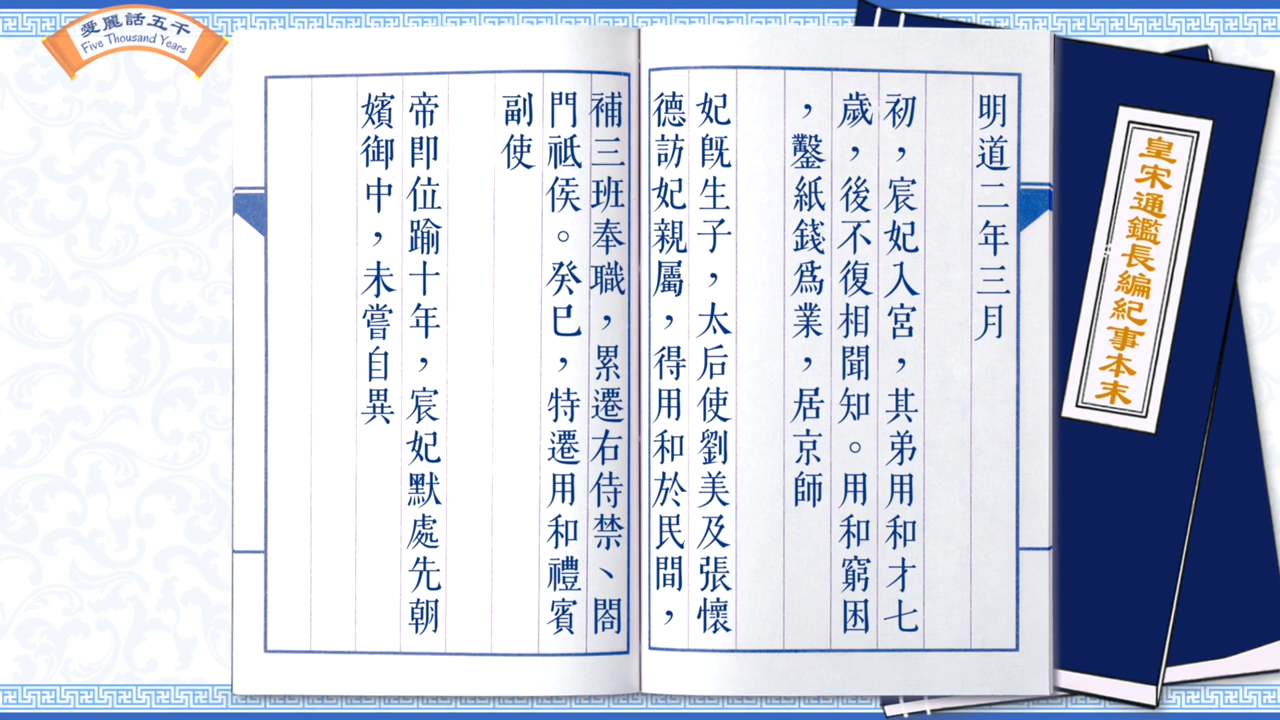 愛麗話五千
Five Thousand Years
皇宋通鑑長編紀事本末
明道二年三月
初，宸妃入宮，其弟用和才七
歲，後不復相聞知。用和窮困
，鑿紙錢爲業，居京師
妃旣生子，太后使劉美及張懷
德訪妃親屬，得用和於民間，
補三班奉職，累遷右侍禁、閤
門祗侯。癸巳，特遷用和禮賓
副使
帝卽位踰十年，宸妃默處先朝
嬪御中，未嘗自異